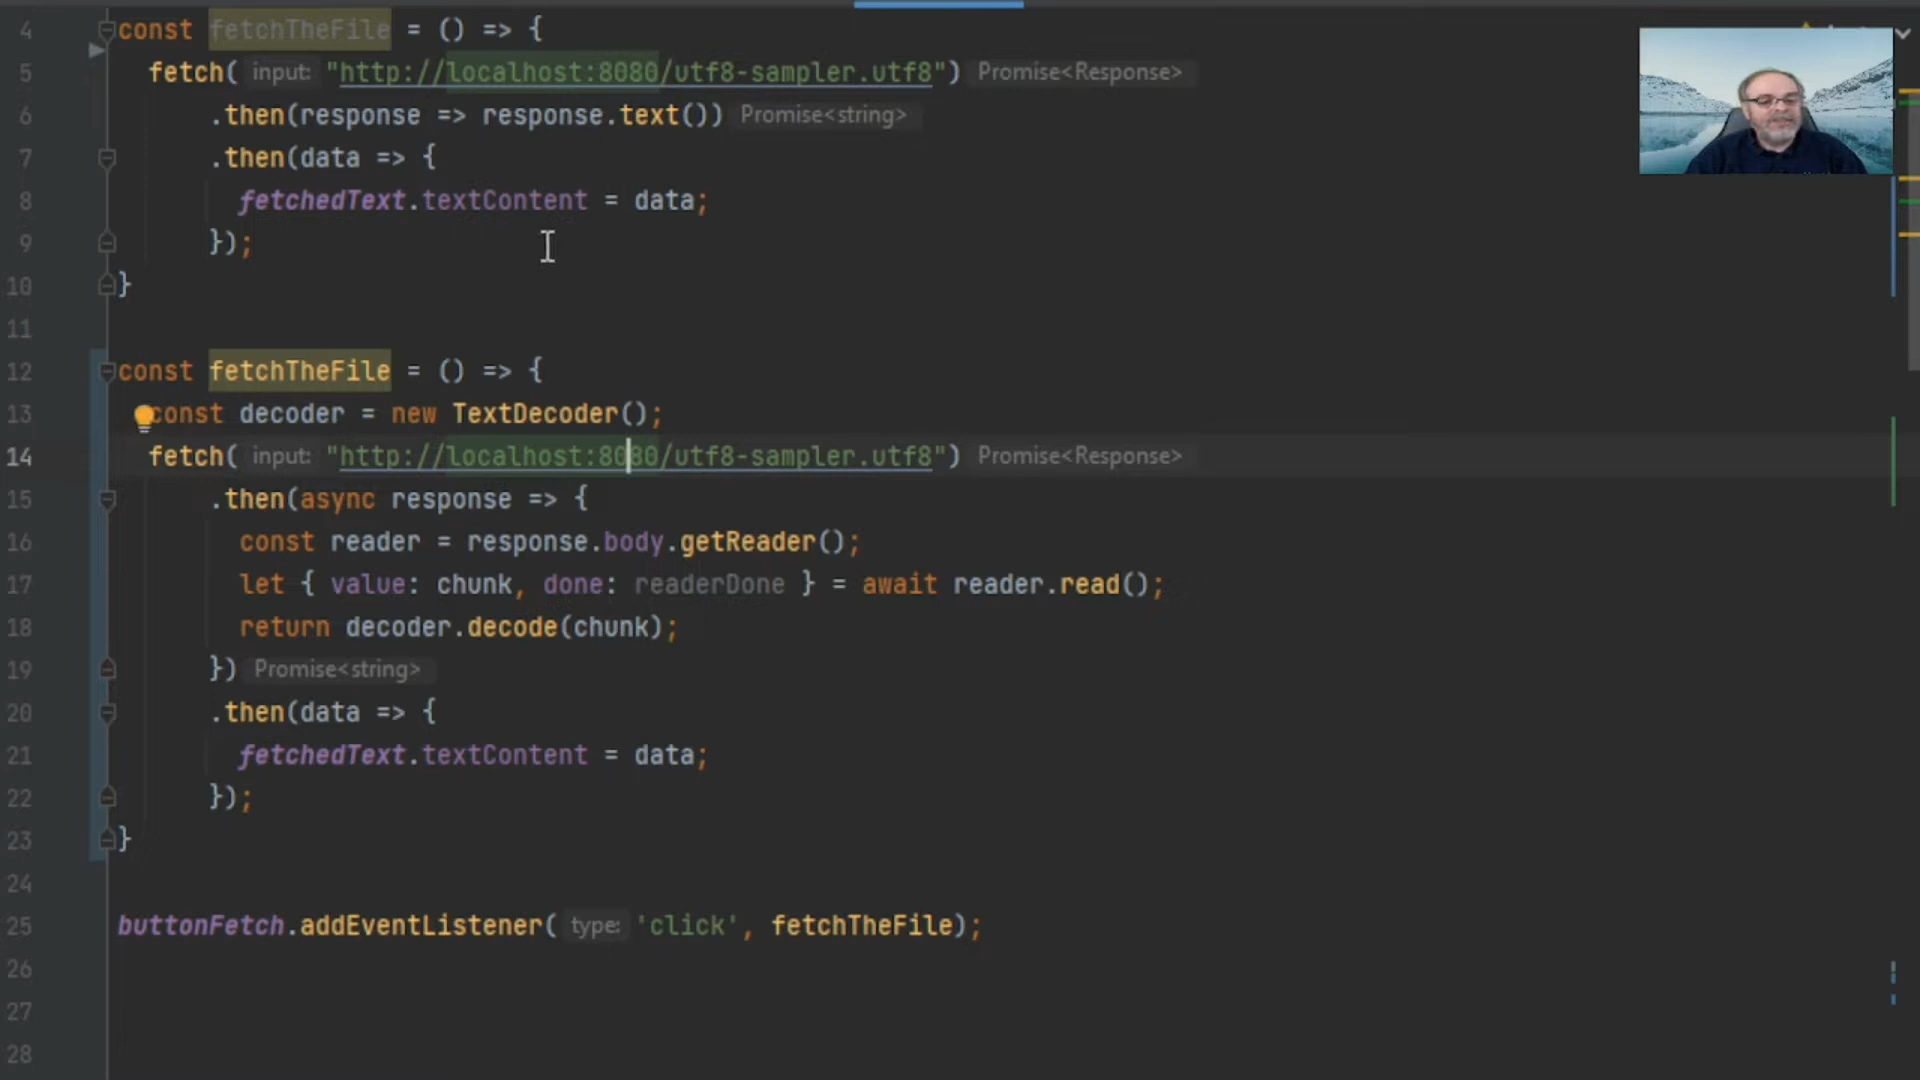 4 const fetchTheFile = () => {
5 fetch( input: "http://localhost:8080/utf8-sampler.utf8") Promise<Response>
6 .then(response => response.text()) Promise<string>
7 .then(data => {
8 fetchedText.textContent = data;
9 });
10 }
11
12 const fetchTheFile = () => {
13 const decoder = new TextDecoder();
14 fetch( input: "http://localhost:8080/utf8-sampler.utf8") Promise<Response>
15 .then(async response => {
16 const reader = response.body.getReader();
17 let { value: chunk, done: readerDone } = await reader.read();
18 return decoder.decode(chunk);
19 }) Promise<string>
20 .then(data => {
21 fetchedText.textContent = data;
22 });
23 }
24
25 buttonFetch.addEventListener( type: 'click', fetchTheFile);
26
27
28